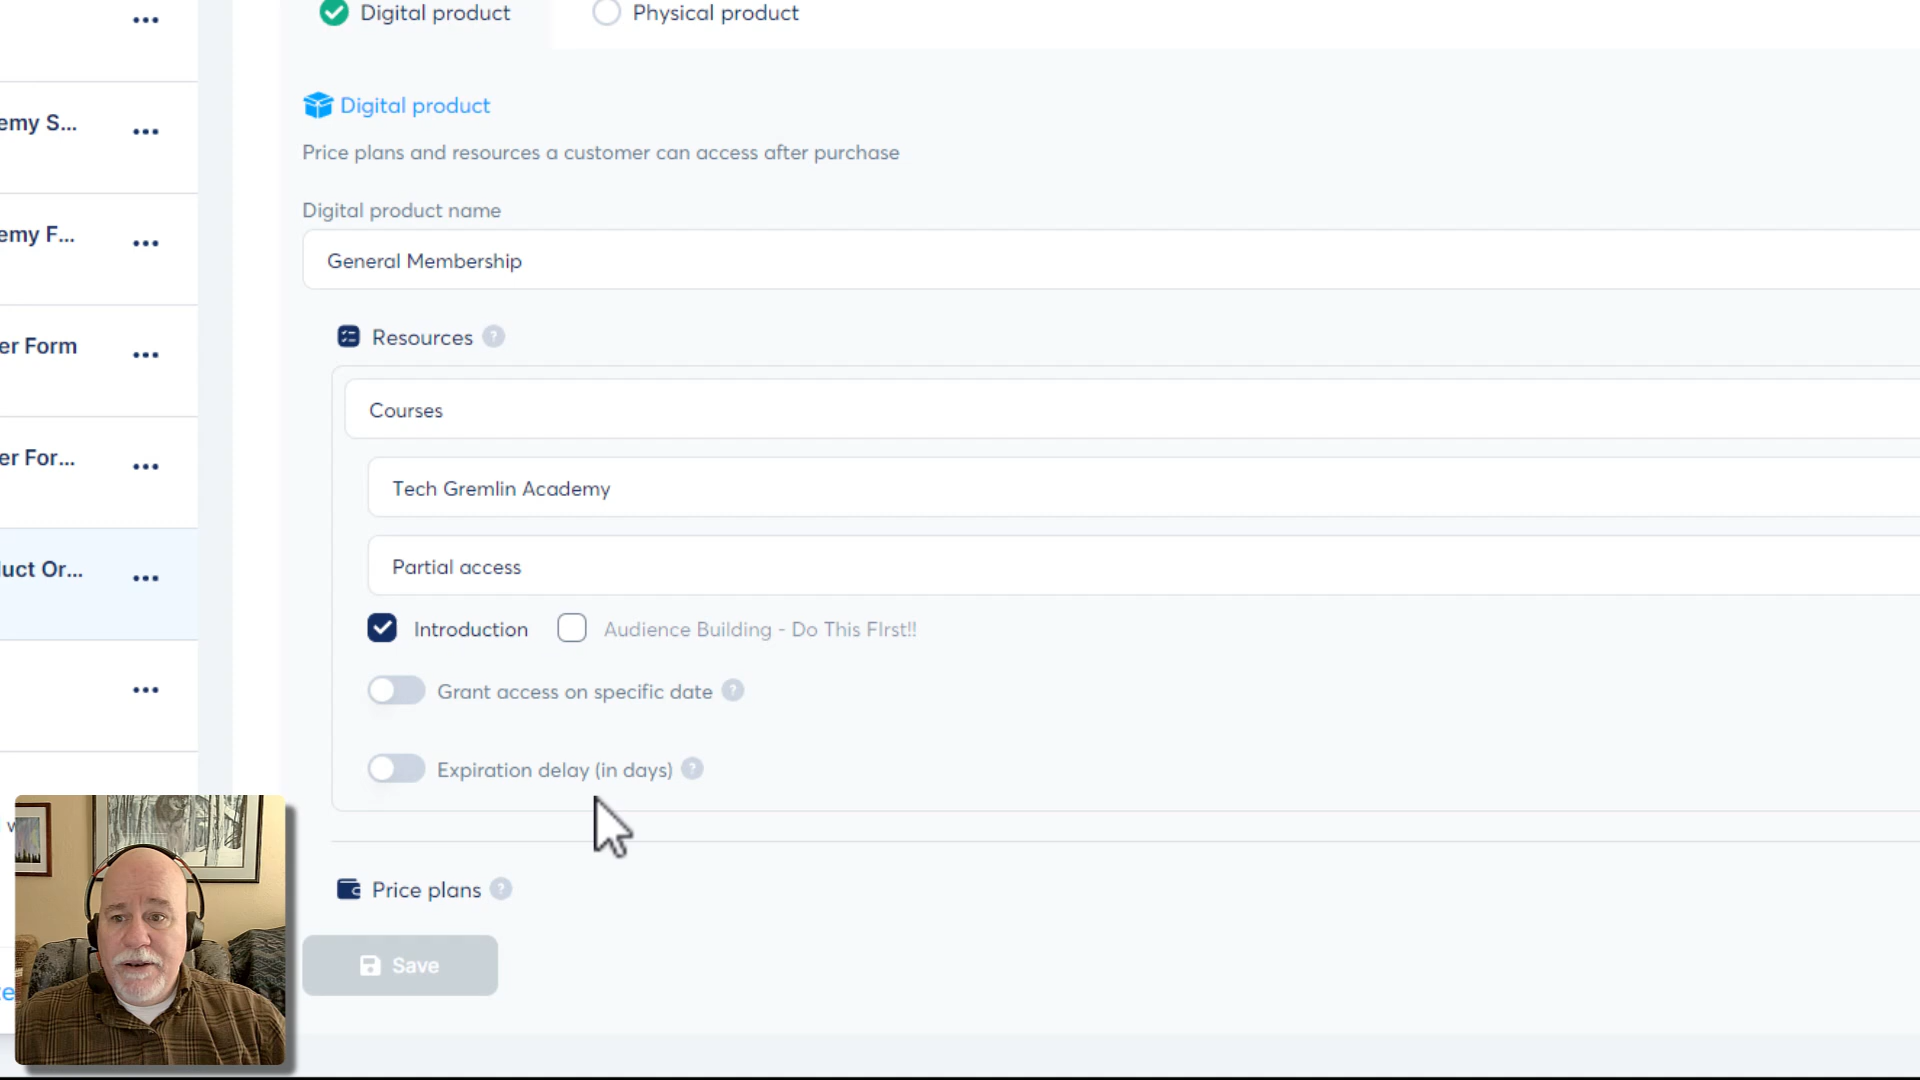 Digital product
Physical product
emy S...
emy F...
er Form
er For...
luct Or...
Digital product
Price plans and resources a customer can access after purchase
Digital product name
General Membership
Resources ?
Courses
Tech Gremlin Academy
Partial access
Introduction
Audience Building - Do This FIrst!!
Grant access on specific date ?
Expiration delay (in days) ?
Price plans ?
Save